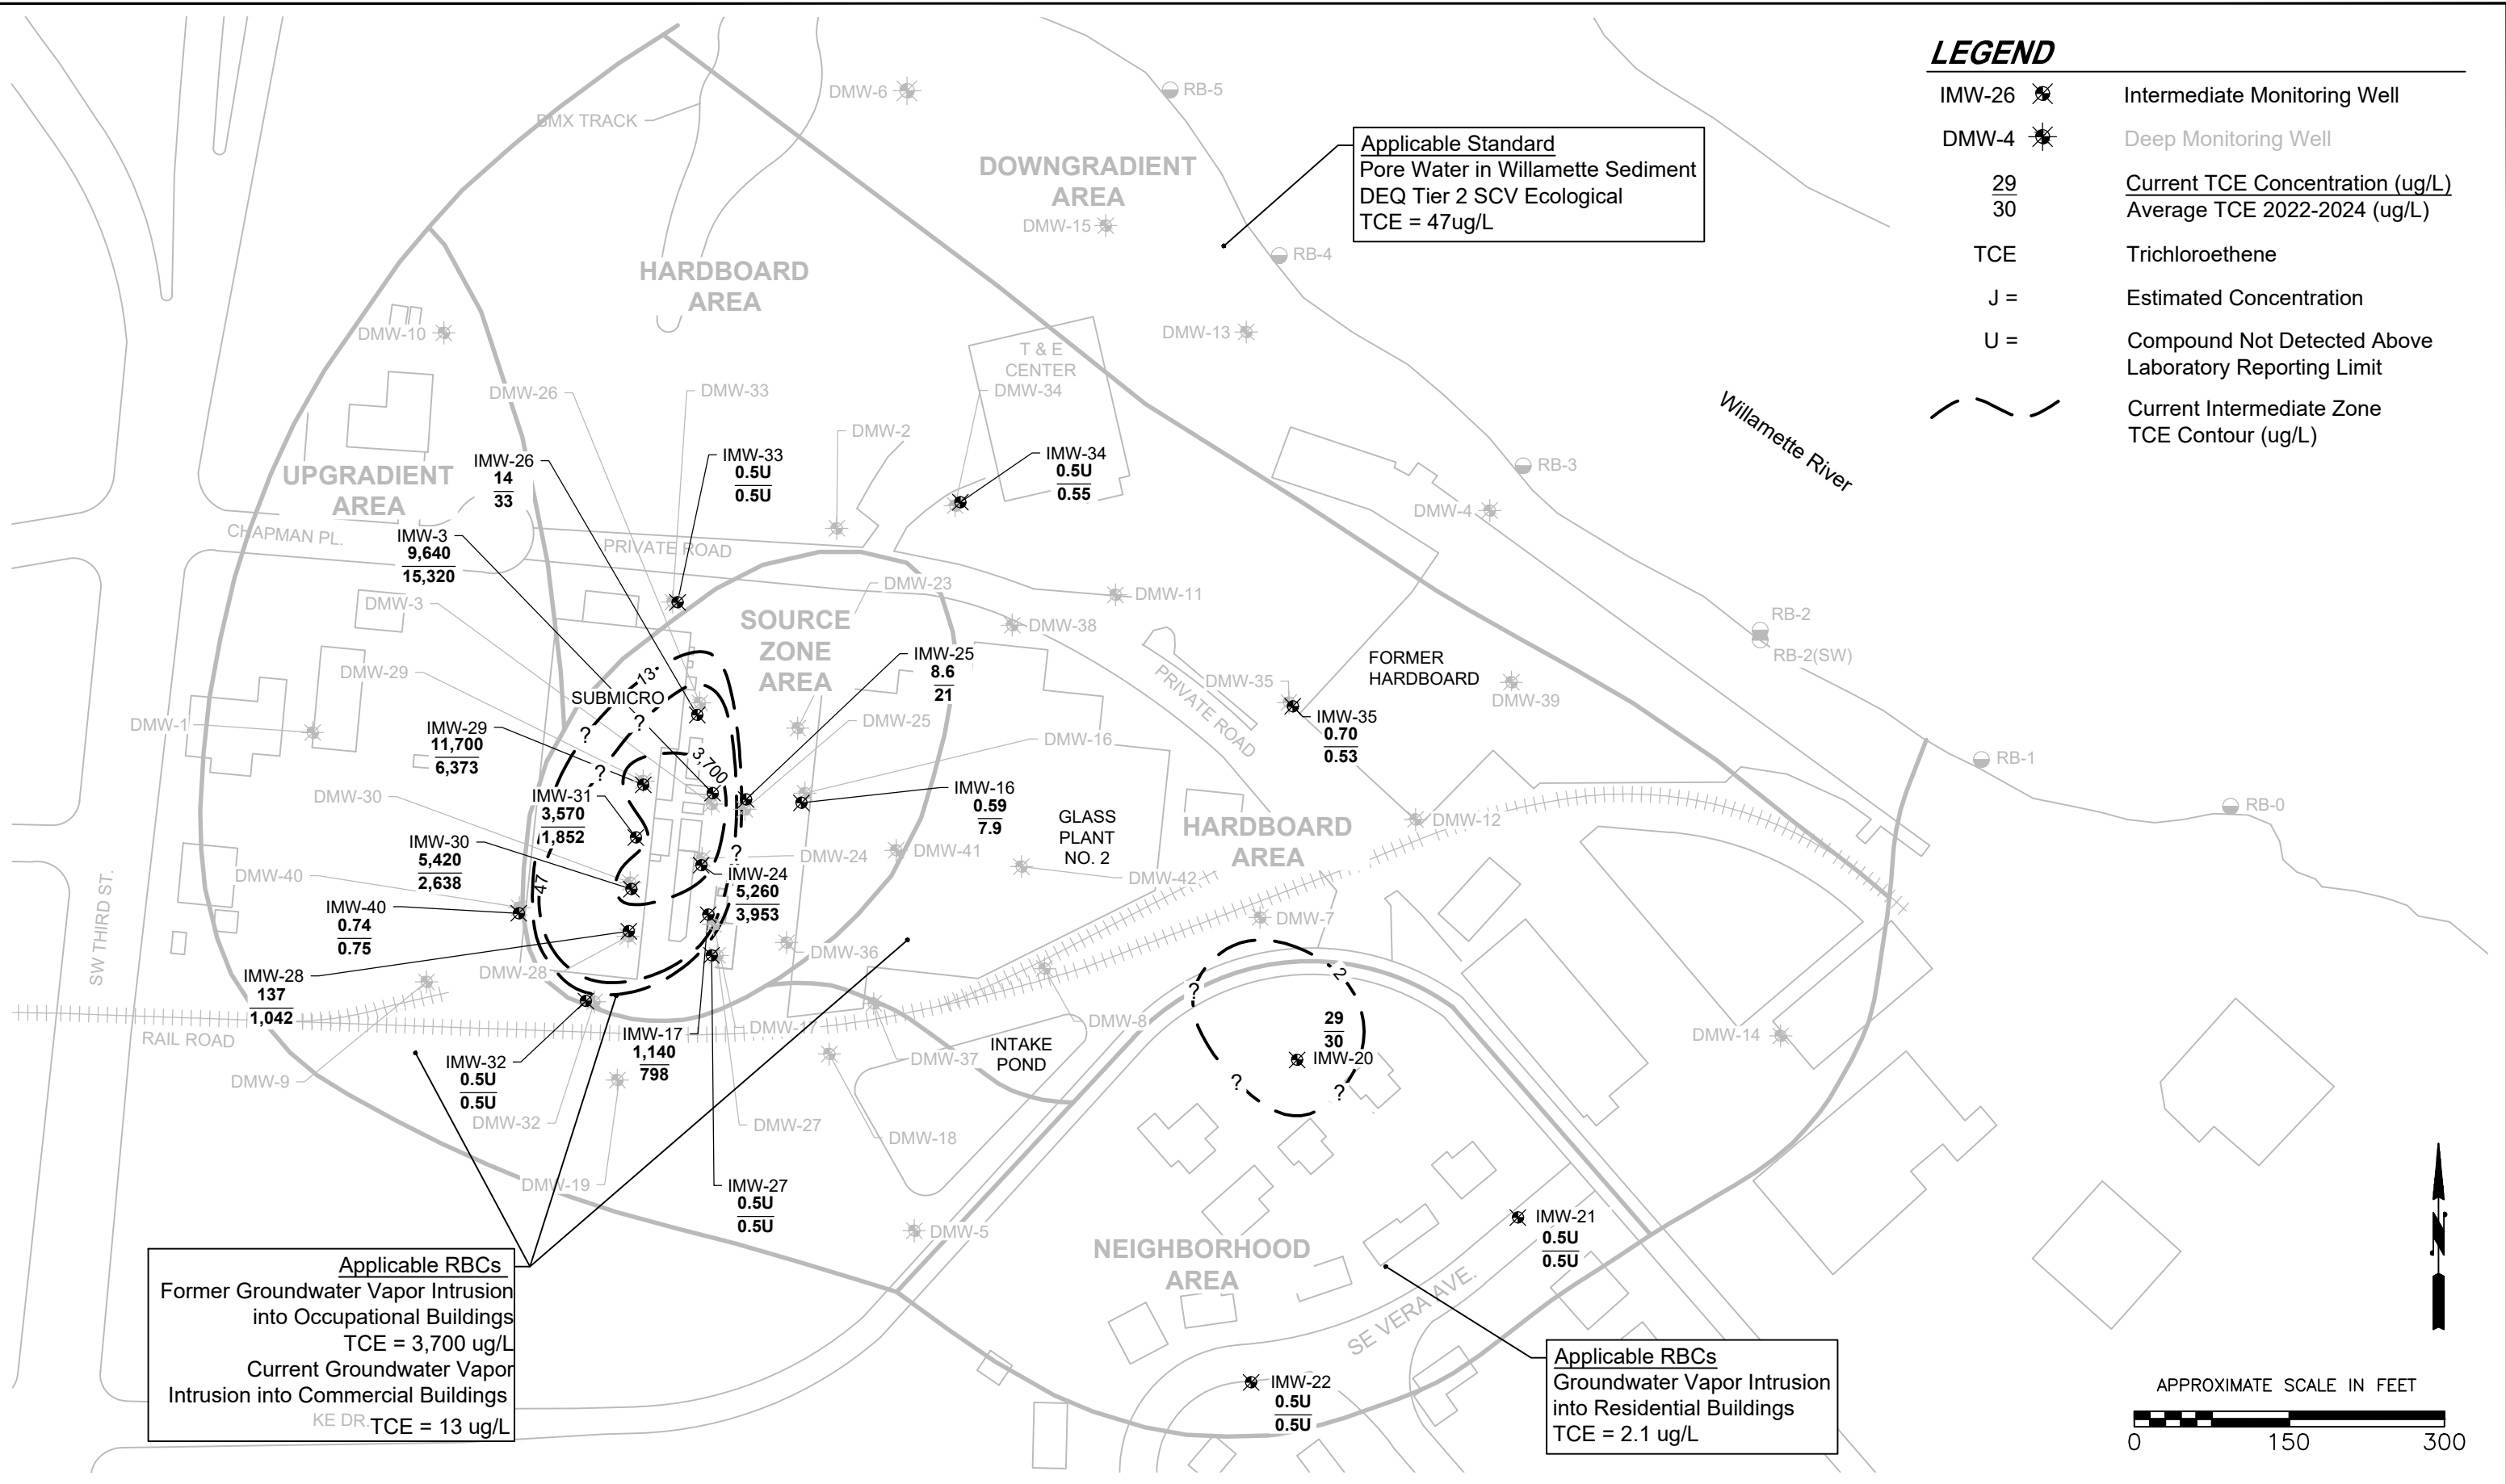 LEGEND
IMW-26 Intermediate Monitoring Well
DMW-4 Deep Monitoring Well
29 Current TCE Concentration (ug/L)
30 Average TCE 2022-2024 (ug/L)
TCE Trichloroethene
J = Estimated Concentration
U = Compound Not Detected Above
Laboratory Reporting Limit
Current Intermediate Zone
TCE Contour (ug/L)
DMW-6
RB-5
BMX TRACK
Applicable Standard
Pore Water in Willamette Sediment
DEQ Tier 2 SCV Ecological
TCE = 47ug/L
DOWNGRADIENT
AREA
DMW-15
RB-4
HARDBOARD
AREA
DMW-10
DMW-13
T & E
CENTER
DMW-34
DMW-26
DMW-33
DMW-2
Willamette River
IMW-26
14
33
IMW-33
0.5U
0.5U
IMW-34
0.5U
0.55
RB-3
UPGRADIENT
AREA
DMW-4
CHAPMAN PL.
PRIVATE ROAD
IMW-3
9,640
15,320
DMW-3
DMW-23
DMW-11
SOURCE
ZONE
AREA
DMW-38
RB-2
RB-2(SW)
IMW-25
8.6
21
FORMER
HARDBOARD
DMW-29
13
SUBMICRO
PRIVATE ROAD
DMW-35
DMW-39
DMW-1
IMW-29
11,700
6,373
?
?
?
DMW-25
DMW-16
IMW-35
0.70
0.53
3,700
RB-1
DMW-30
IMW-31
3,570
1,852
IMW-16
0.59
7.9
RB-0
GLASS
PLANT
NO. 2
HARDBOARD
AREA
DMW-12
IMW-30
5,420
2,638
?
DMW-24
DMW-41
DMW-40
47
IMW-24
5,260
3,953
DMW-42
SW THIRD ST.
IMW-40
0.74
0.75
DMW-7
DMW-36
IMW-28
137
1,042
DMW-28
2
?
DMW-17
DMW-8
RAIL ROAD
IMW-17
1,140
798
INTAKE
POND
29
30
IMW-20
DMW-14
DMW-37
IMW-32
0.5U
0.5U
DMW-9
?
?
DMW-32
DMW-27
DMW-18
DMW-19
IMW-27
0.5U
0.5U
DMW-5
IMW-21
0.5U
0.5U
NEIGHBORHOOD
AREA
SE VERA AVE.
N
Applicable RBCs
Former Groundwater Vapor Intrusion
into Occupational Buildings
TCE = 3,700 ug/L
Current Groundwater Vapor
Intrusion into Commercial Buildings
KE DR. TCE = 13 ug/L
IMW-22
0.5U
0.5U
Applicable RBCs
Groundwater Vapor Intrusion
into Residential Buildings
TCE = 2.1 ug/L
APPROXIMATE SCALE IN FEET
0 150 300